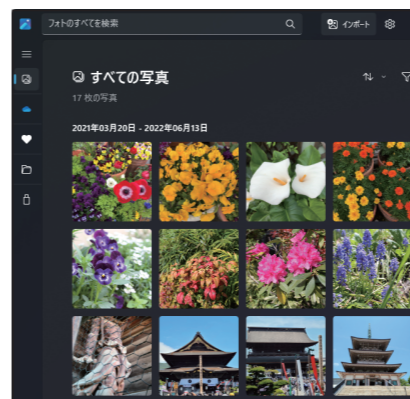 フォトのすべてを検索
インポート
すべての写真
17 枚の写真
2021年03月20日 - 2022年06月13日